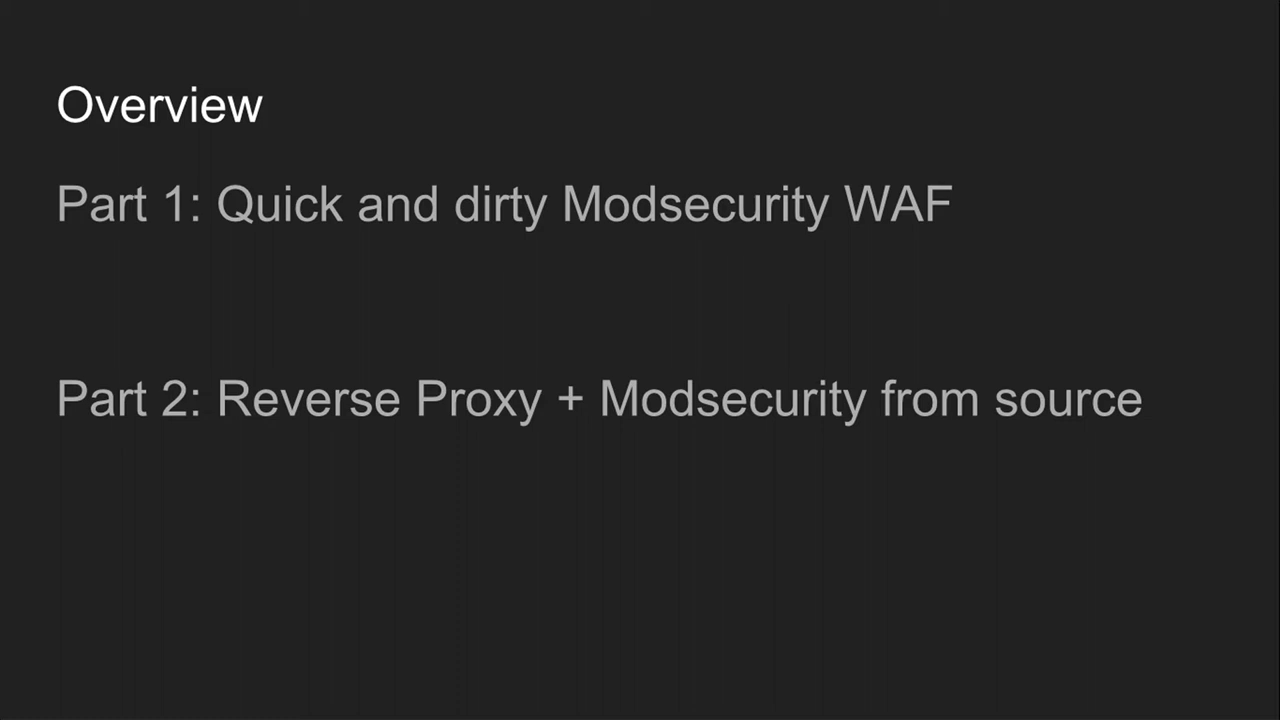 Overview
Part 1: Quick and dirty Modsecurity WAF
Part 2: Reverse Proxy + Modsecurity from source